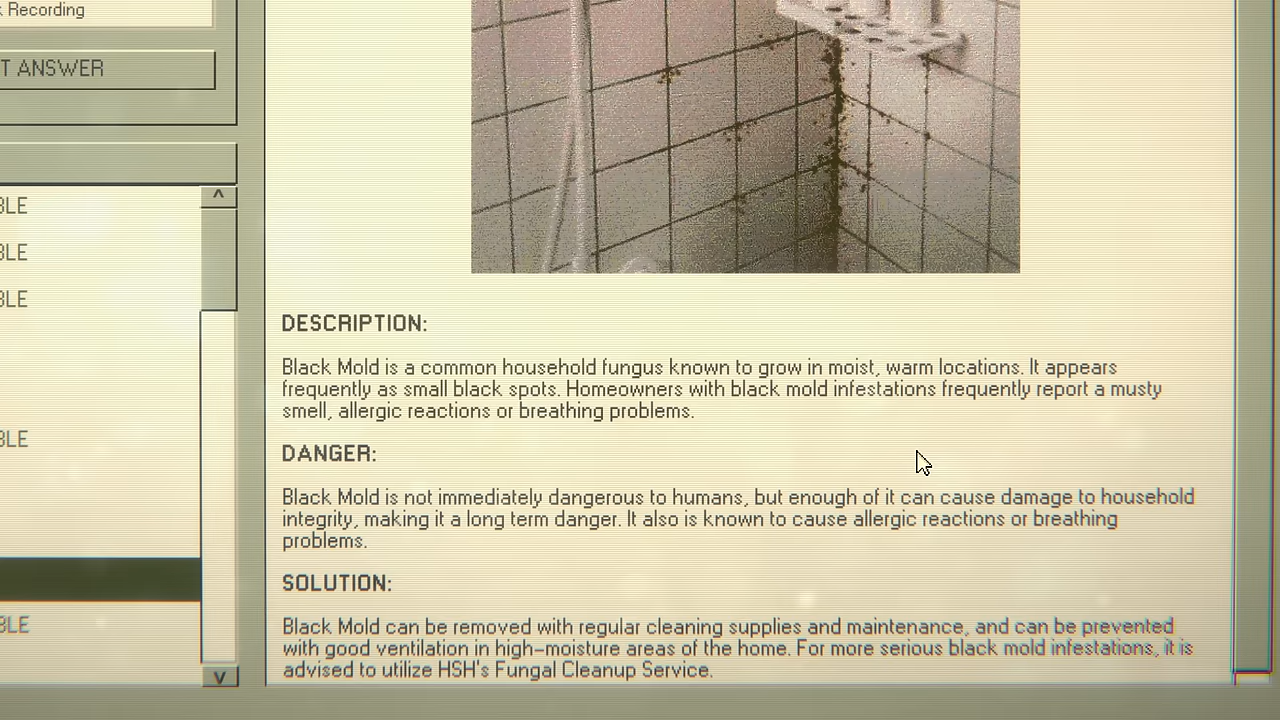 Recording
T ANSWER
BLE
BLE
BLE
BLE
BLE
DESCRIPTION:
Black Mold is a common household fungus known to grow in moist, warm locations. It appears
frequently as small black spots. Homeowners with black mold infestations frequently report a musty
smell, allergic reactions or breathing problems.
DANGER:
Black Mold is not immediately dangerous to humans, but enough of it can cause damage to household
integrity, making it a long term danger. It also is known to cause allergic reactions or breathing
problems.
SOLUTION:
Black Mold can be removed with regular cleaning supplies and maintenance, and can be prevented
with good ventilation in high-moisture areas of the home. For more serious black mold infestations, it is
advised to utilize HSH's Fungal Cleanup Service.